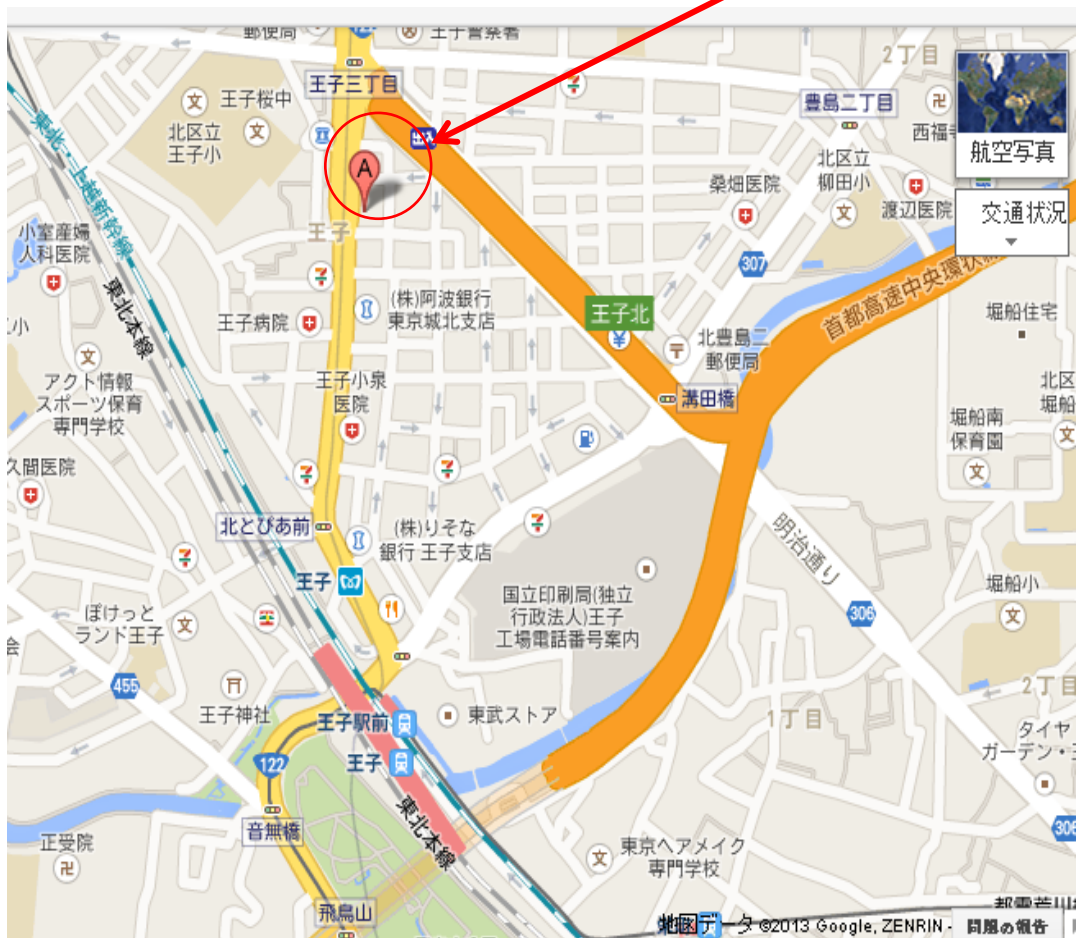 郵便局
王子警察署
2丁目
王子三丁目
豊島二丁目
王子桜中
北区立
王子小
西福寺
航空写真
北区立
柳田小
桑畑医院
渡辺医院
交通状況
A
王子
小室産婦
人科医院
東北・上越新幹線
東北本線
307
首都高速中央環状線
(株)阿波銀行
東京城北支店
王子北
堀船住宅
王子病院
北豊島二
郵便局
アクト情報
スポーツ保育
専門学校
王子小泉
医院
溝田橋
北区
堀船
堀船南
保育園
久間医院
北とぴあ前
(株)りそな
銀行 王子支店
明治通り
王子
国立印刷局(独立
行政法人)王子
工場電話番号案内
堀船小
ぽけっと
ランド王子
306
会
455
王子神社
2丁目
王子駅前
東武ストア
1丁目
タイヤ
ガーデン・王
王子
122
東北本線
306
音無橋
正受院
東京ヘアメイク
専門学校
飛鳥山
地図データ ©2013 Google, ZENRIN -
問題の報告